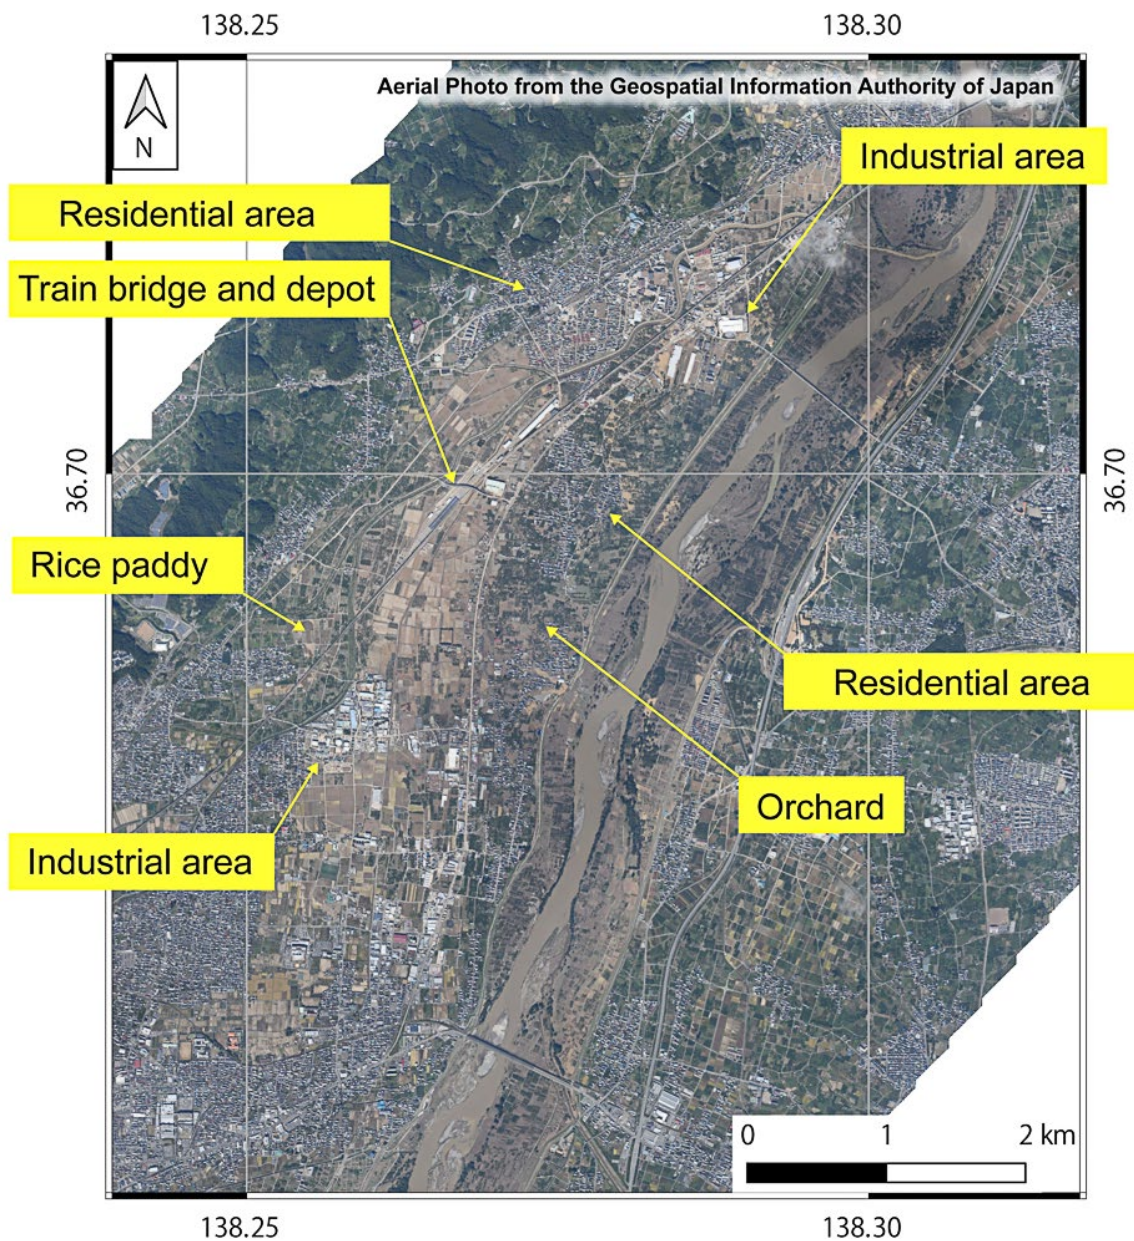 138.25
138.30
Aerial Photo from the Geospatial Information Authority of Japan
N
Industrial area
Residential area
Train bridge and depot
36.70
36.70
Rice paddy
Residential area
Orchard
Industrial area
0 1 2 km
138.25
138.30